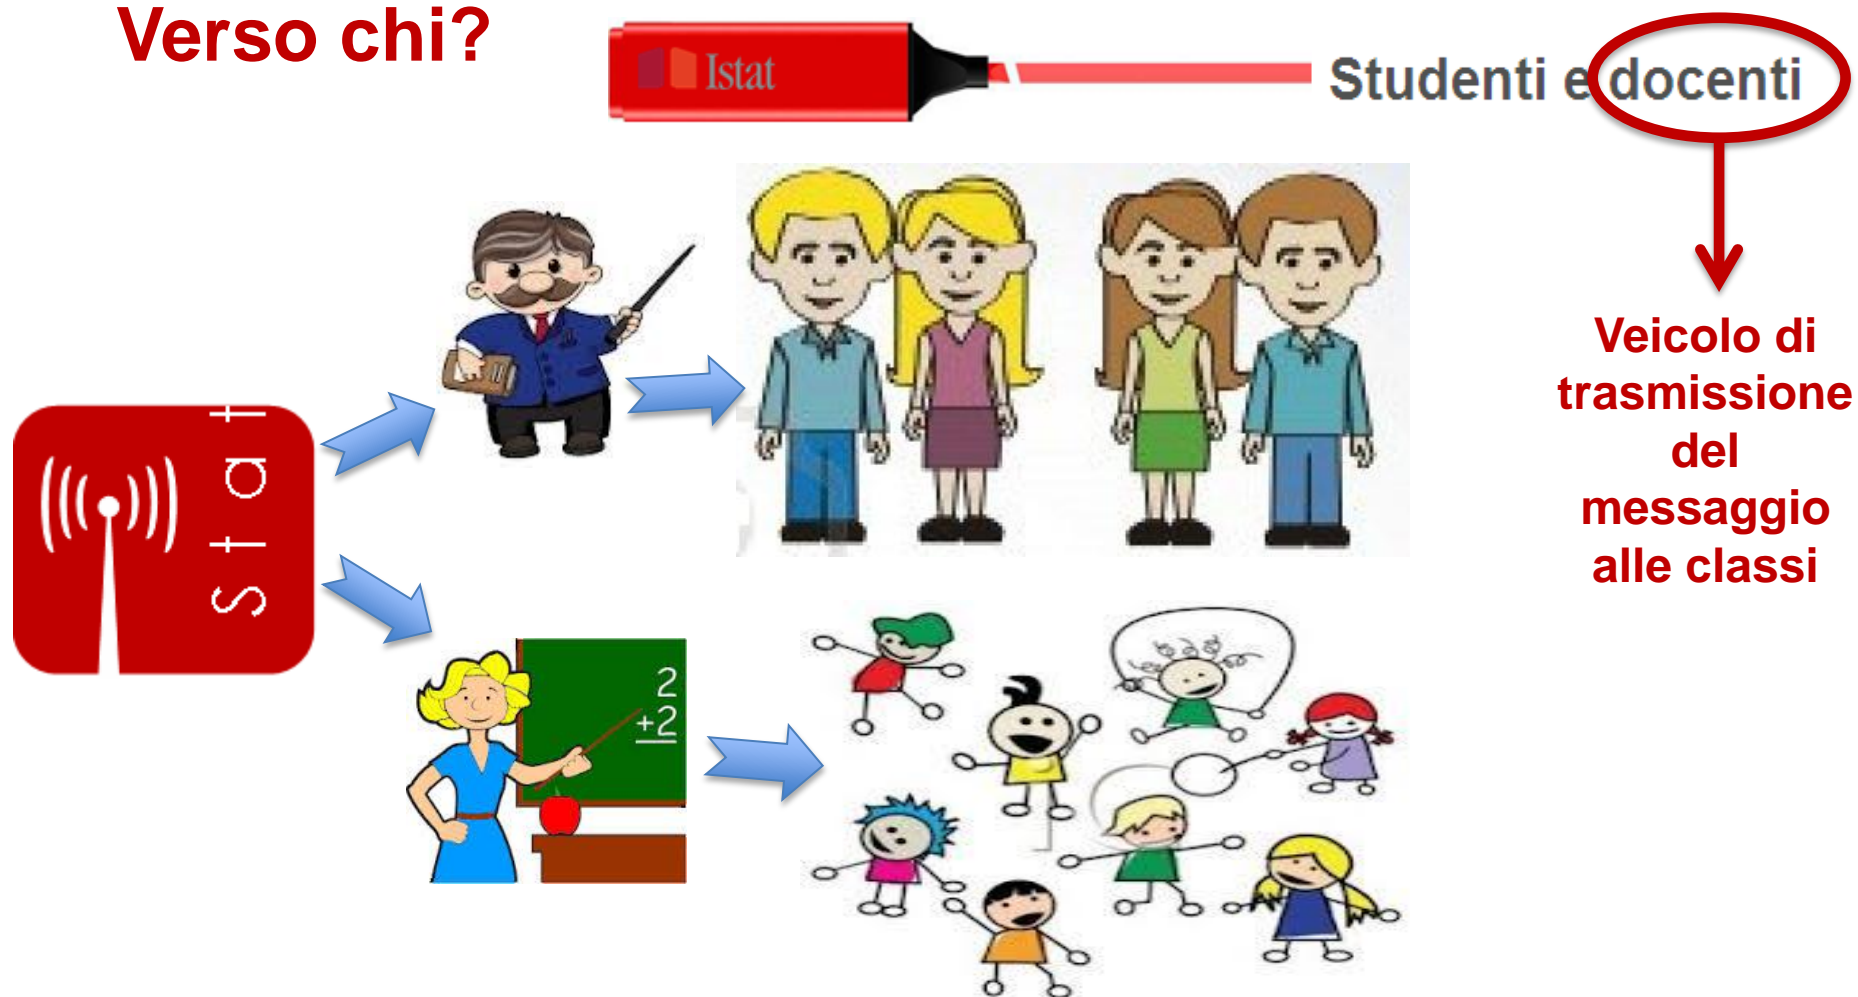 Verso chi?
Istat
Studenti e docenti
Veicolo di
trasmissione
del
messaggio
alle classi
stat
2
+2